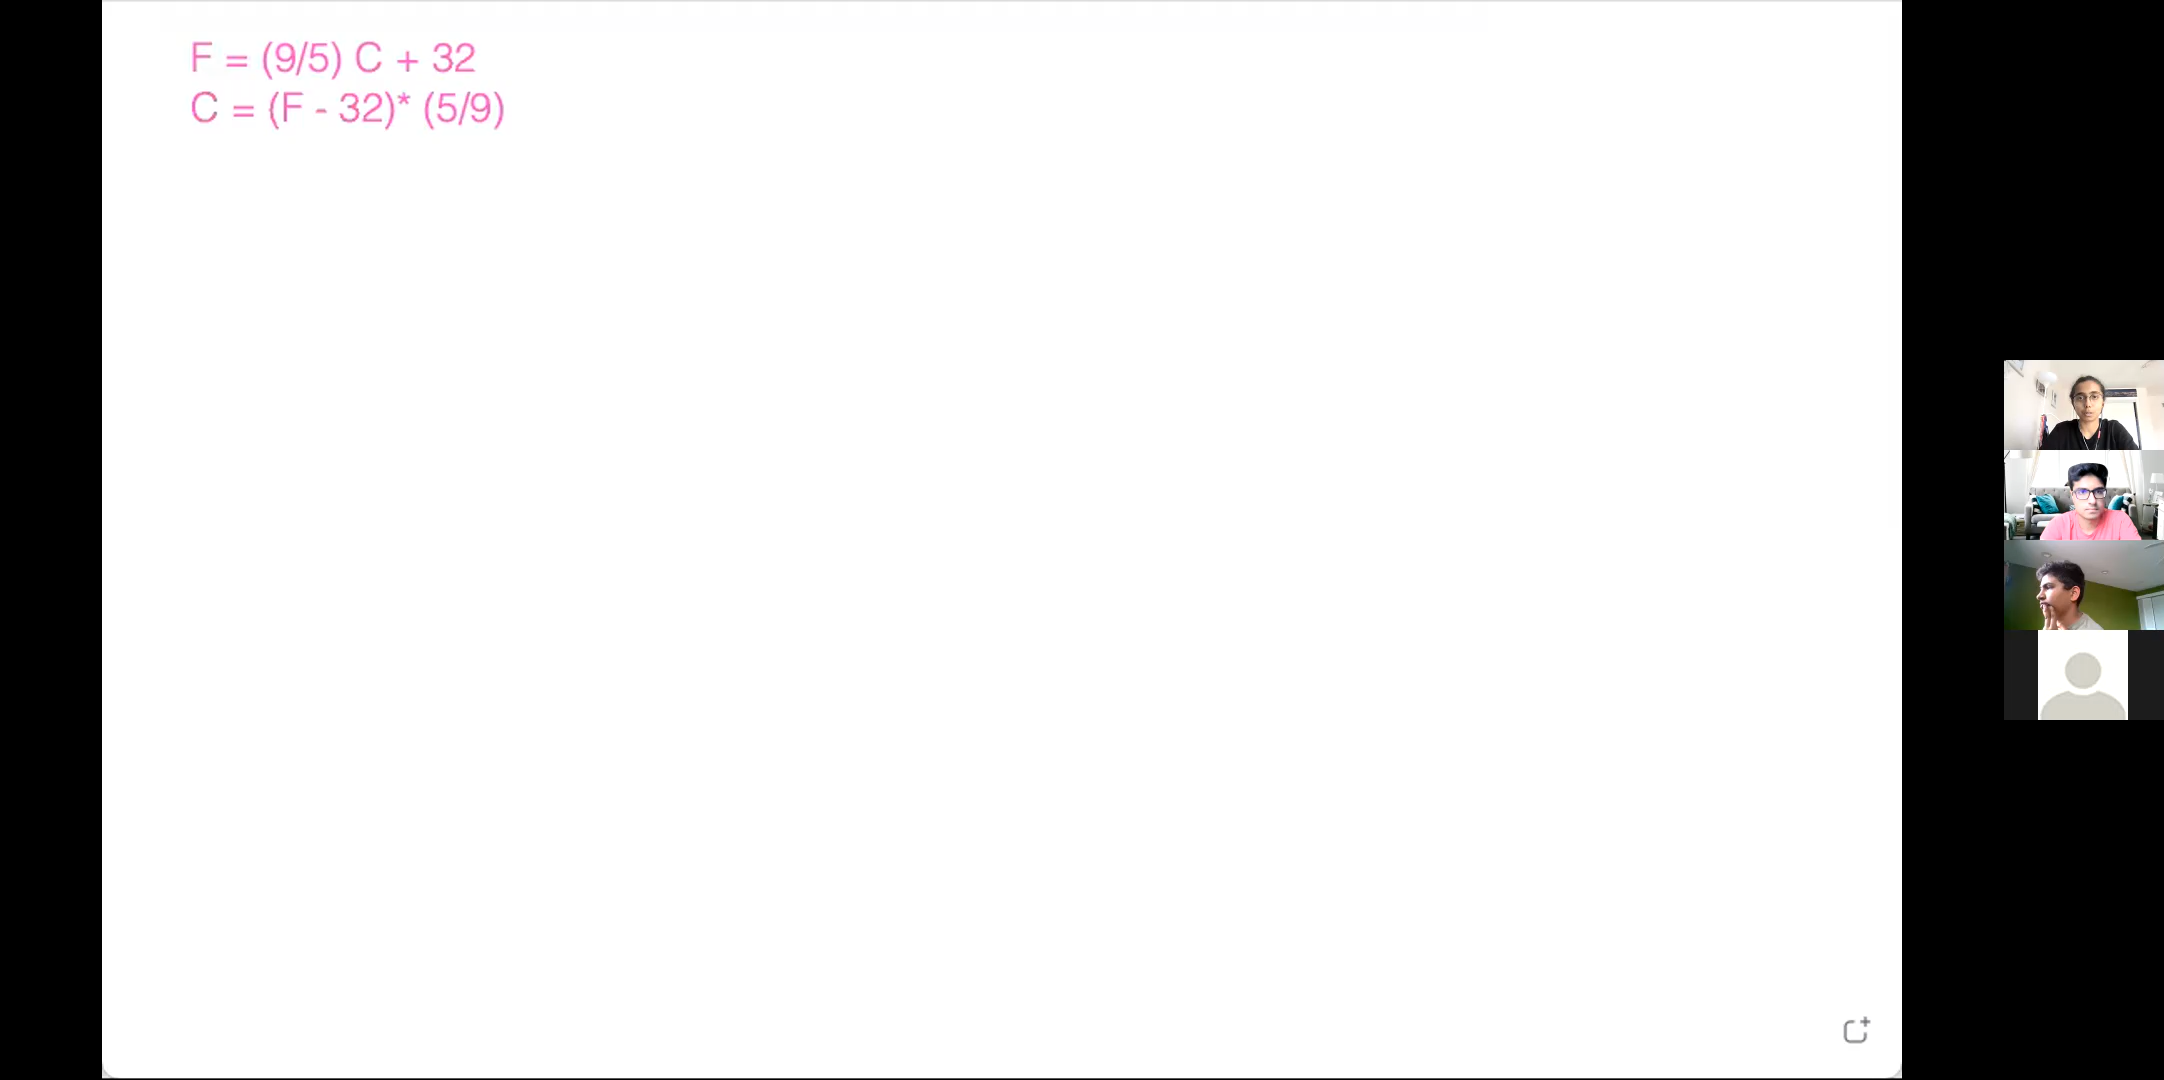 F = (9/5) C + 32
C = (F - 32)* (5/9)